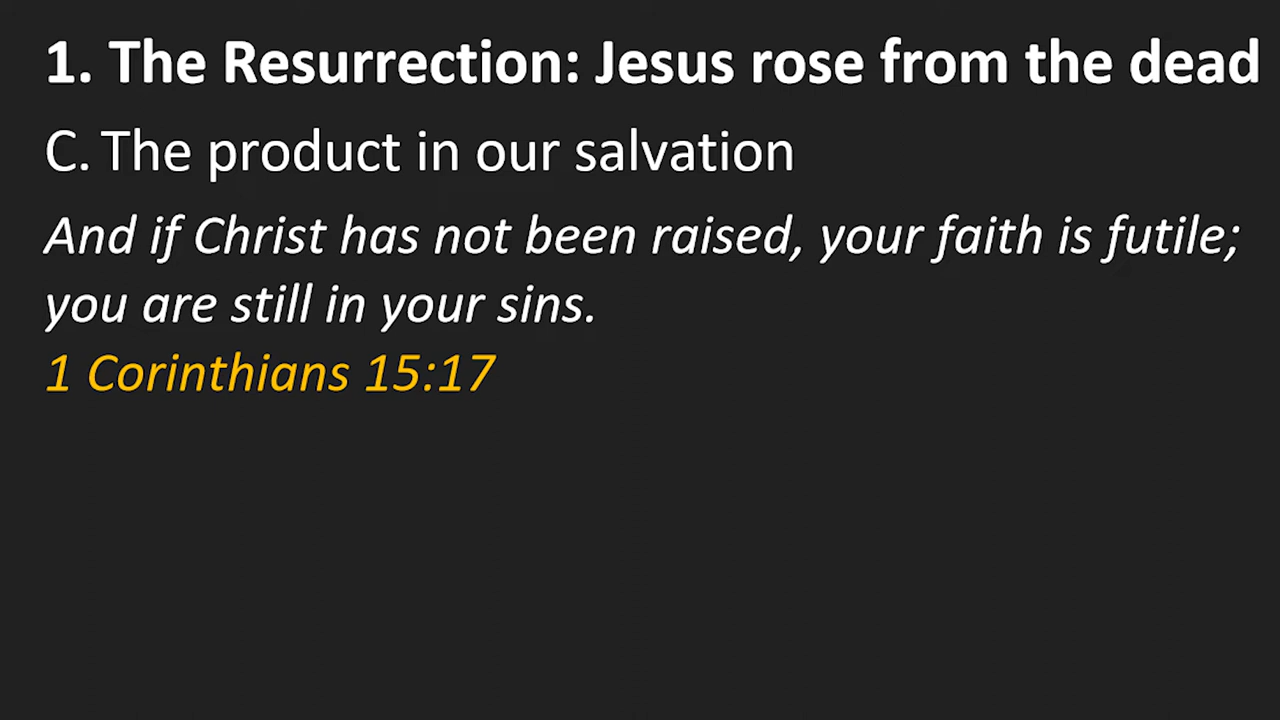 1. The Resurrection: Jesus rose from the dead
C. The product in our salvation
And if Christ has not been raised, your faith is futile;
you are still in your sins.
1 Corinthians 15:17